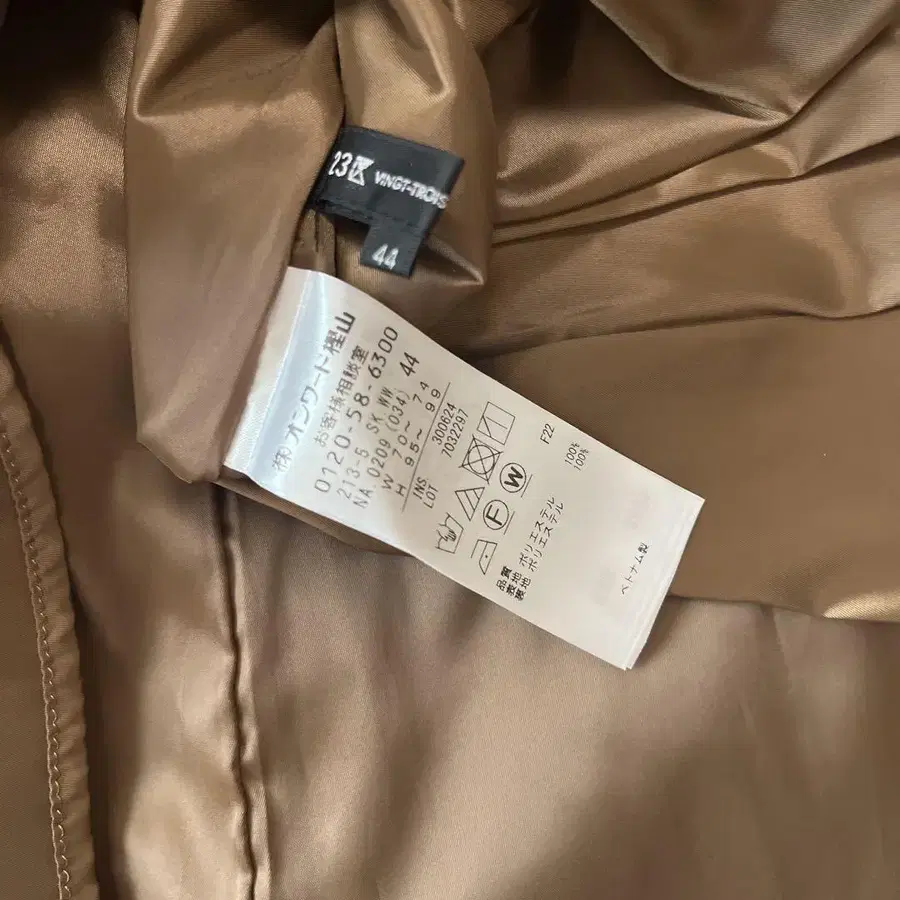 23区 VINGT-TROIS
44
㈱オンワード樫山
お客様相談室
0120-58-6300
213-5 SK WW
NA 0209 (034) 44
W 70~ 74
H 95~ 99
INS. 300624
LOT 7032297
F W
F22
品質
表地 ポリエステル 100%
裏地 ポリエステル 100%
ベトナム製